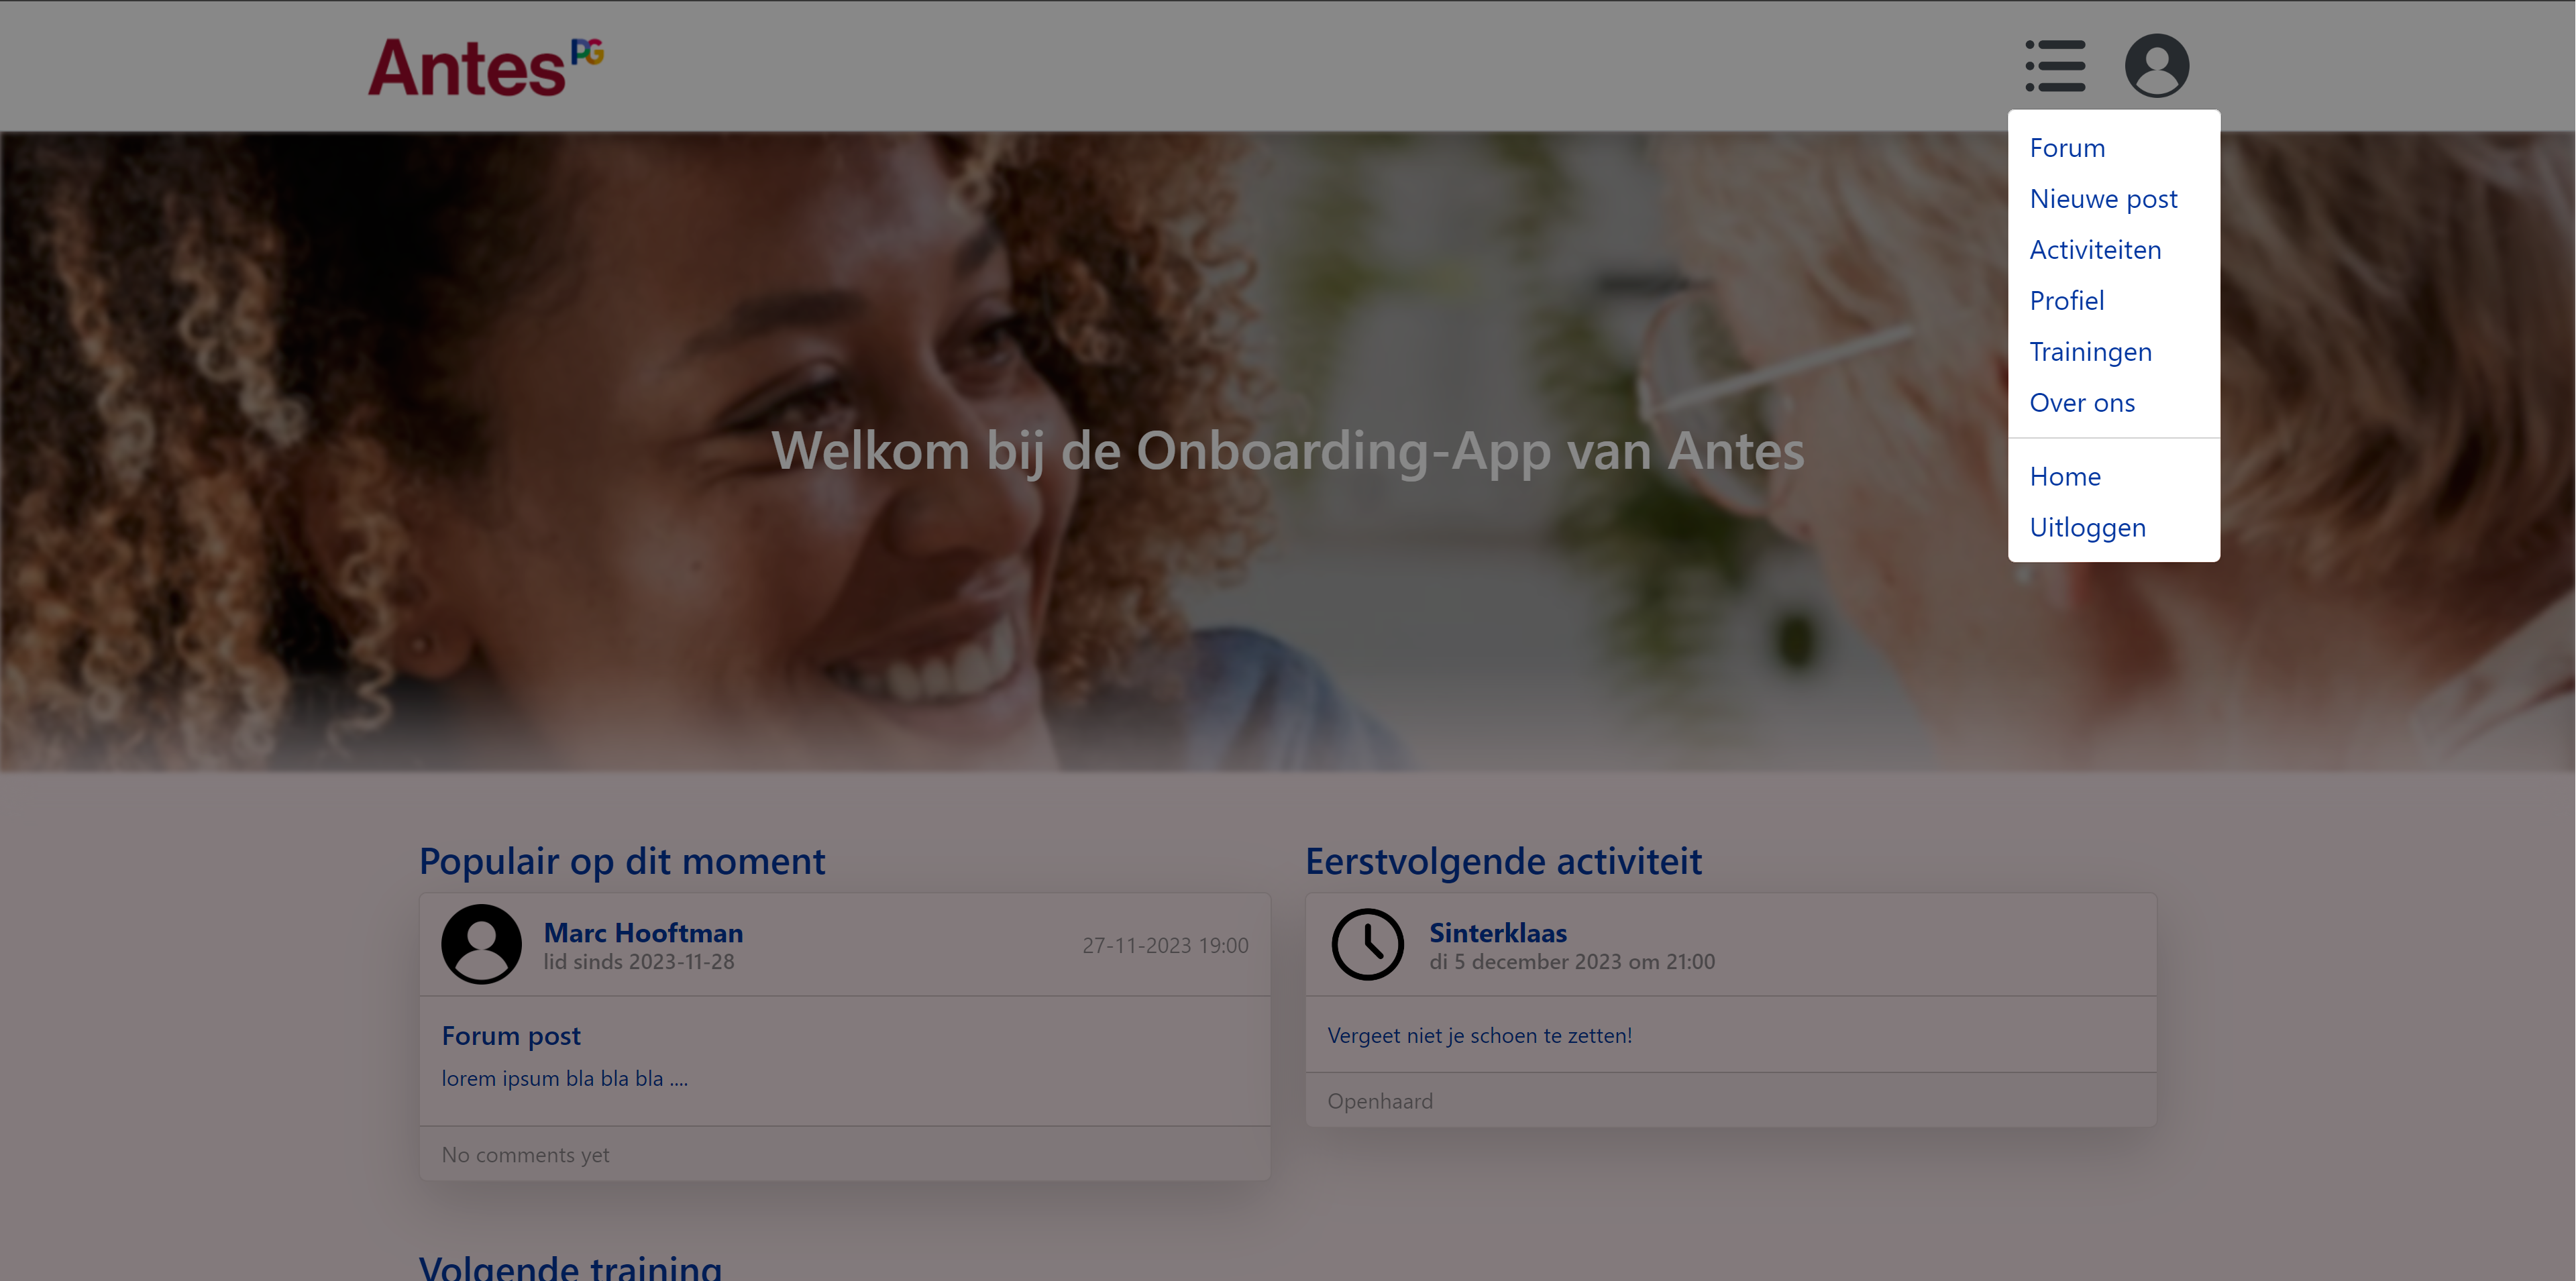 Antes PG
Forum
Nieuwe post
Activiteiten
Profiel
Trainingen
Over ons
Home
Uitloggen
Welkom bij de Onboarding-App van Antes
Populair op dit moment
Marc Hooftman
lid sinds 2023-11-28
27-11-2023 19:00
Forum post
lorem ipsum bla bla bla ....
No comments yet
Eerstvolgende activiteit
Sinterklaas
di 5 december 2023 om 21:00
Vergeet niet je schoen te zetten!
Openhaard
Volgende training